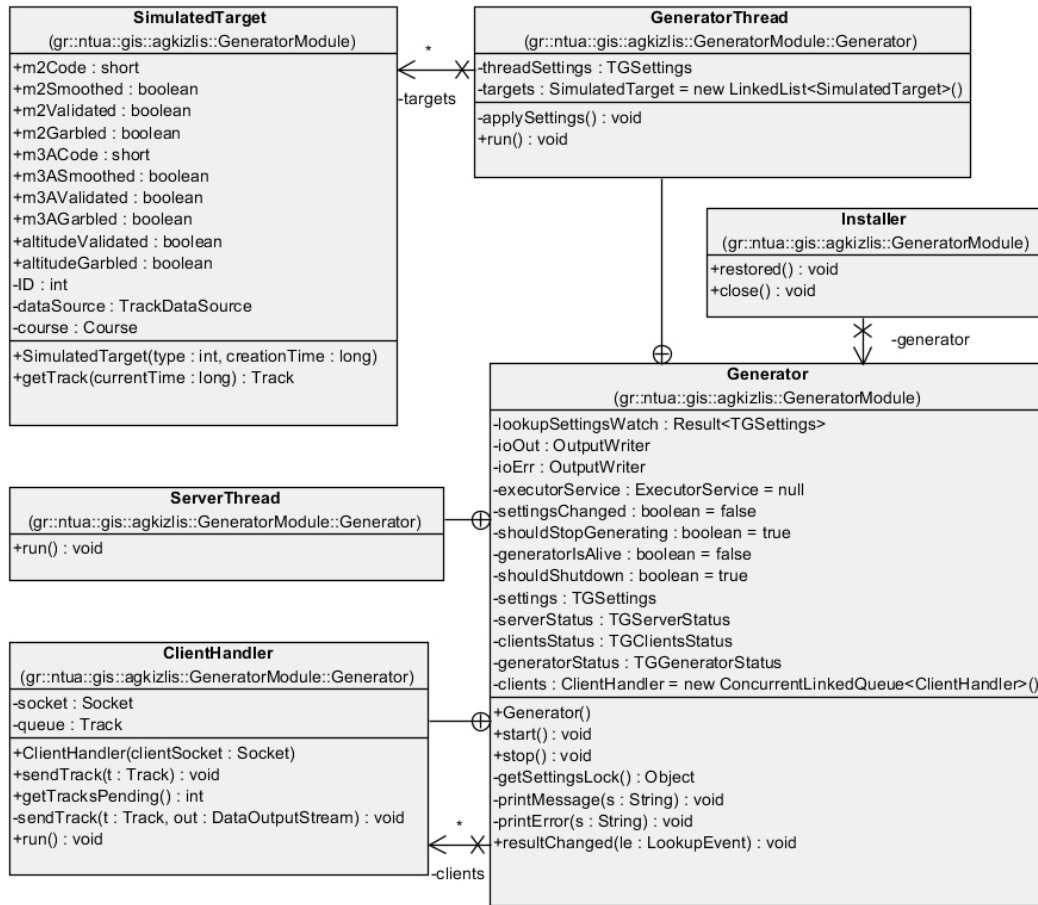 SimulatedTarget
(gr::ntua::gis::agkizlis::GeneratorModule)
+m2Code : short
+m2Smoothed : boolean
+m2Validated : boolean
+m2Garbled : boolean
+m3ACode : short
+m3ASmoothed : boolean
+m3AValidated : boolean
+m3AGarbled : boolean
+altitudeValidated : boolean
+altitudeGarbled : boolean
-ID : int
-dataSource : TrackDataSource
-course : Course
+SimulatedTarget(type : int, creationTime : long)
+getTrack(currentTime : long) : Track
*
-targets
GeneratorThread
(gr::ntua::gis::agkizlis::GeneratorModule::Generator)
-threadSettings : TGSettings
-targets : SimulatedTarget = new LinkedList<SimulatedTarget>()
-applySettings() : void
+run() : void
Installer
(gr::ntua::gis::agkizlis::GeneratorModule)
+restored() : void
+close() : void
-generator
Generator
(gr::ntua::gis::agkizlis::GeneratorModule)
-lookupSettingsWatch : Result<TGSettings>
-ioOut : OutputWriter
-ioErr : OutputWriter
-executorService : ExecutorService = null
-settingsChanged : boolean = false
-shouldStopGenerating : boolean = true
-generatorIsAlive : boolean = false
-shouldShutdown : boolean = true
-settings : TGSettings
-serverStatus : TGServerStatus
-clientsStatus : TGClientsStatus
-generatorStatus : TGGeneratorStatus
-clients : ClientHandler = new ConcurrentLinkedQueue<ClientHandler>()
+Generator()
+start() : void
+stop() : void
-getSettingsLock() : Object
-printMessage(s : String) : void
-printError(s : String) : void
+resultChanged(le : LookupEvent) : void
ServerThread
(gr::ntua::gis::agkizlis::GeneratorModule::Generator)
+run() : void
ClientHandler
(gr::ntua::gis::agkizlis::GeneratorModule::Generator)
-socket : Socket
-queue : Track
+ClientHandler(clientSocket : Socket)
+sendTrack(t : Track) : void
+getTracksPending() : int
-sendTrack(t : Track, out : DataOutputStream) : void
+run() : void
*
-clients